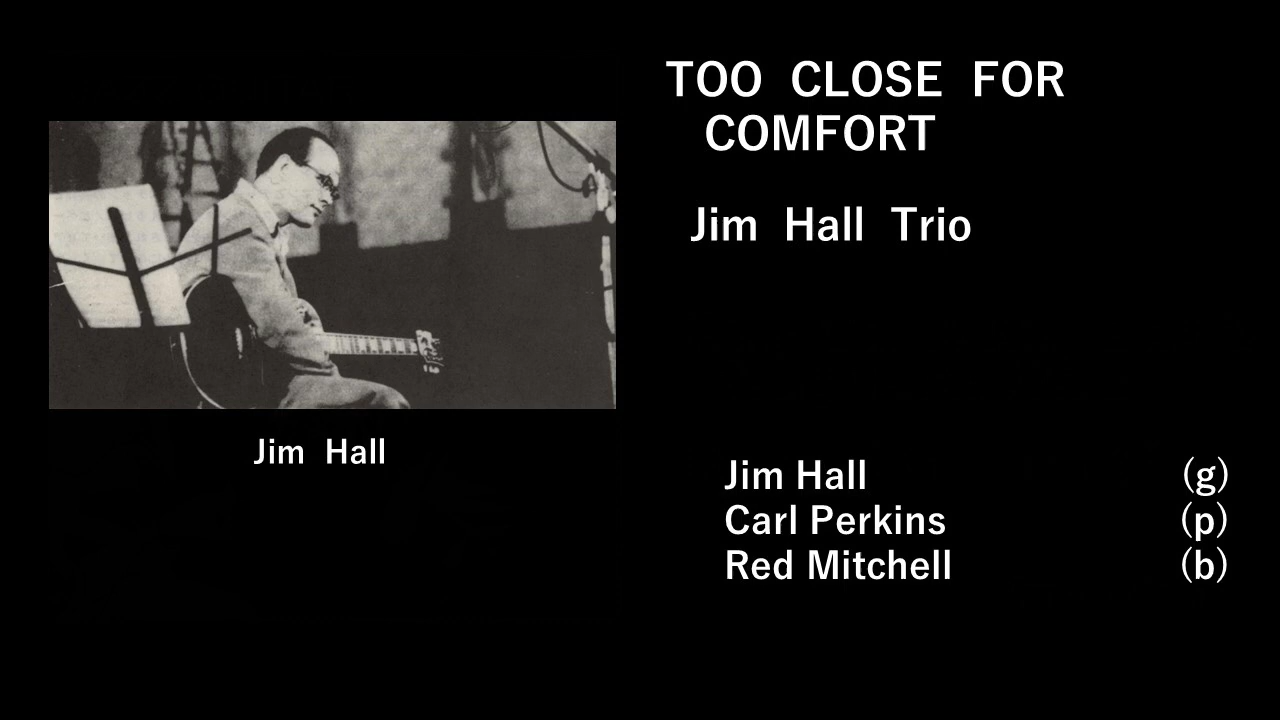 TOO CLOSE FOR
COMFORT
Jim Hall Trio
Jim Hall
Jim Hall (g)
Carl Perkins (p)
Red Mitchell (b)